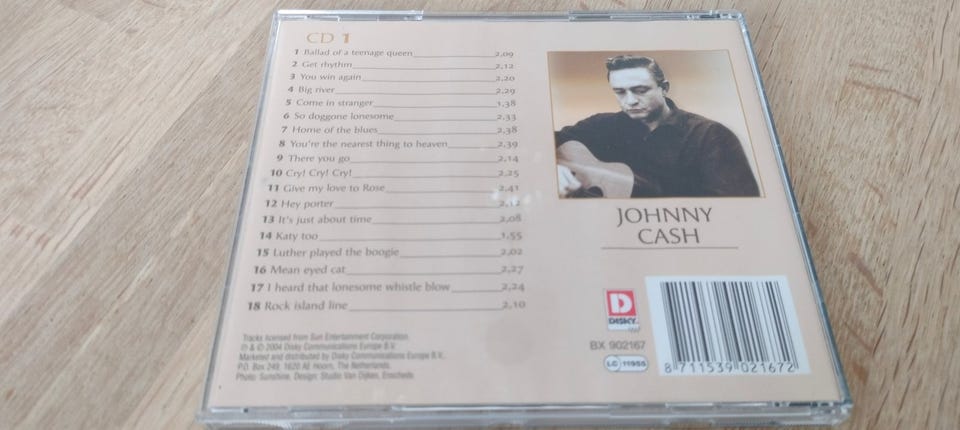 CD 1
1 Ballad of a teenage queen 2,09
2 Get rhythm 2,12
3 You win again 2,20
4 Big river 2,29
5 Come in stranger 1,38
6 So doggone lonesome 2,33
7 Home of the blues 2,38
8 You're the nearest thing to heaven 2,39
9 There you go 2,14
10 Cry! Cry! Cry! 2,25
11 Give my love to Rose 2,41
12 Hey porter 2,12
13 It's just about time 2,08
14 Katy too 1,55
15 Luther played the boogie 2,02
16 Mean eyed cat 2,27
17 I heard that lonesome whistle blow 2,24
18 Rock island line 2,10
Tracks licensed from Sun Entertainment Corporation.
℗ & © 2004 Disky Communications Europe B.V.
Marketed and distributed by Disky Communications Europe B.V.,
P.O. Box 249, 1620 AE Hoorn, The Netherlands.
Photo: Sunshine. Design: Studio Van Dijken, Enschede
JOHNNY
CASH
D
DISKY
BX 902167
LC 11955
8 711539 021672